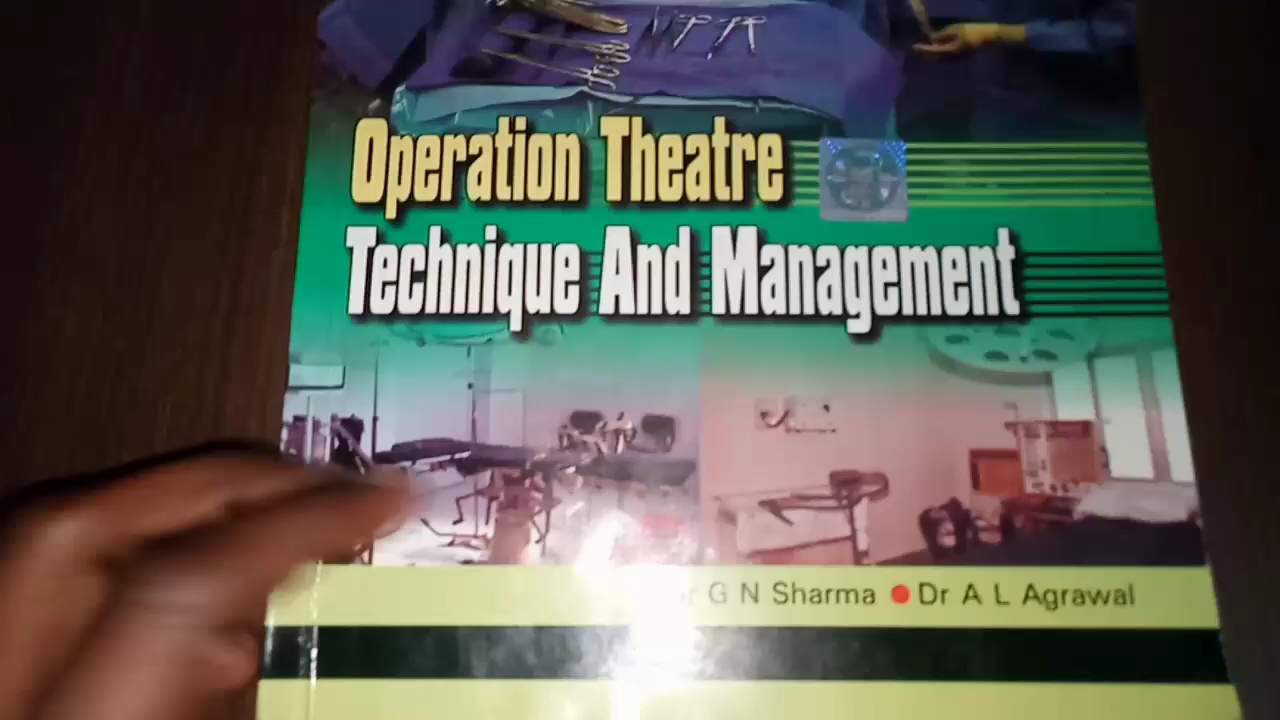 Operation Theatre
Technique And Management
G N Sharma ● Dr A L Agrawal